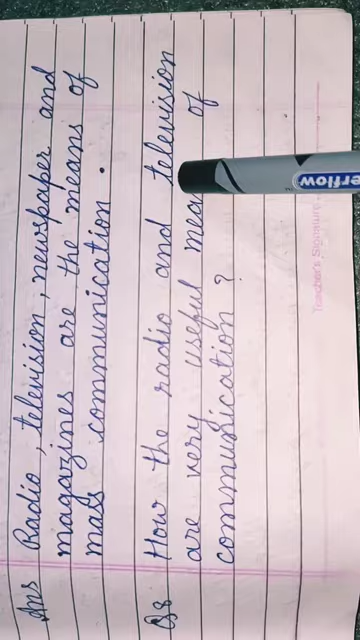 Ans Radio, television, newspaper and
magazines are the means of
mass communication.
Q8 How the radio and television
are very useful mea of
communication ?
Teacher's Signature
erflow